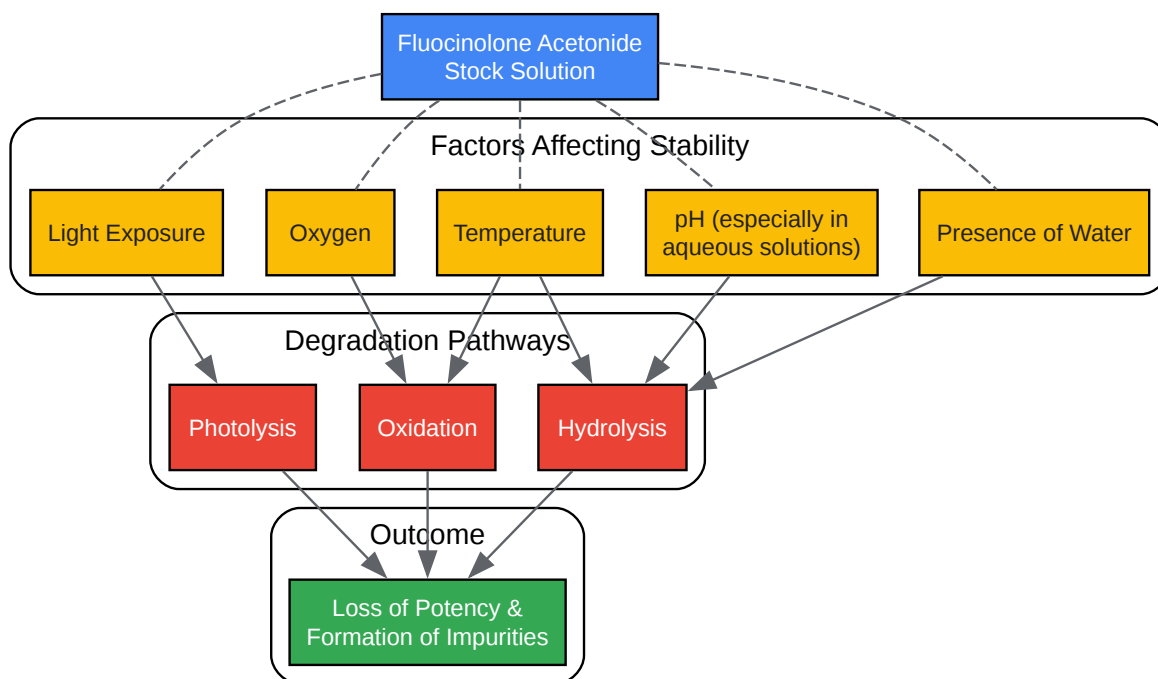 Fluocinolone Acetonide
Stock Solution
Factors Affecting Stability
Light Exposure
Oxygen
Temperature
pH (especially in
aqueous solutions)
Presence of Water
Degradation Pathways
Photolysis
Oxidation
Hydrolysis
Outcome
Loss of Potency &
Formation of Impurities